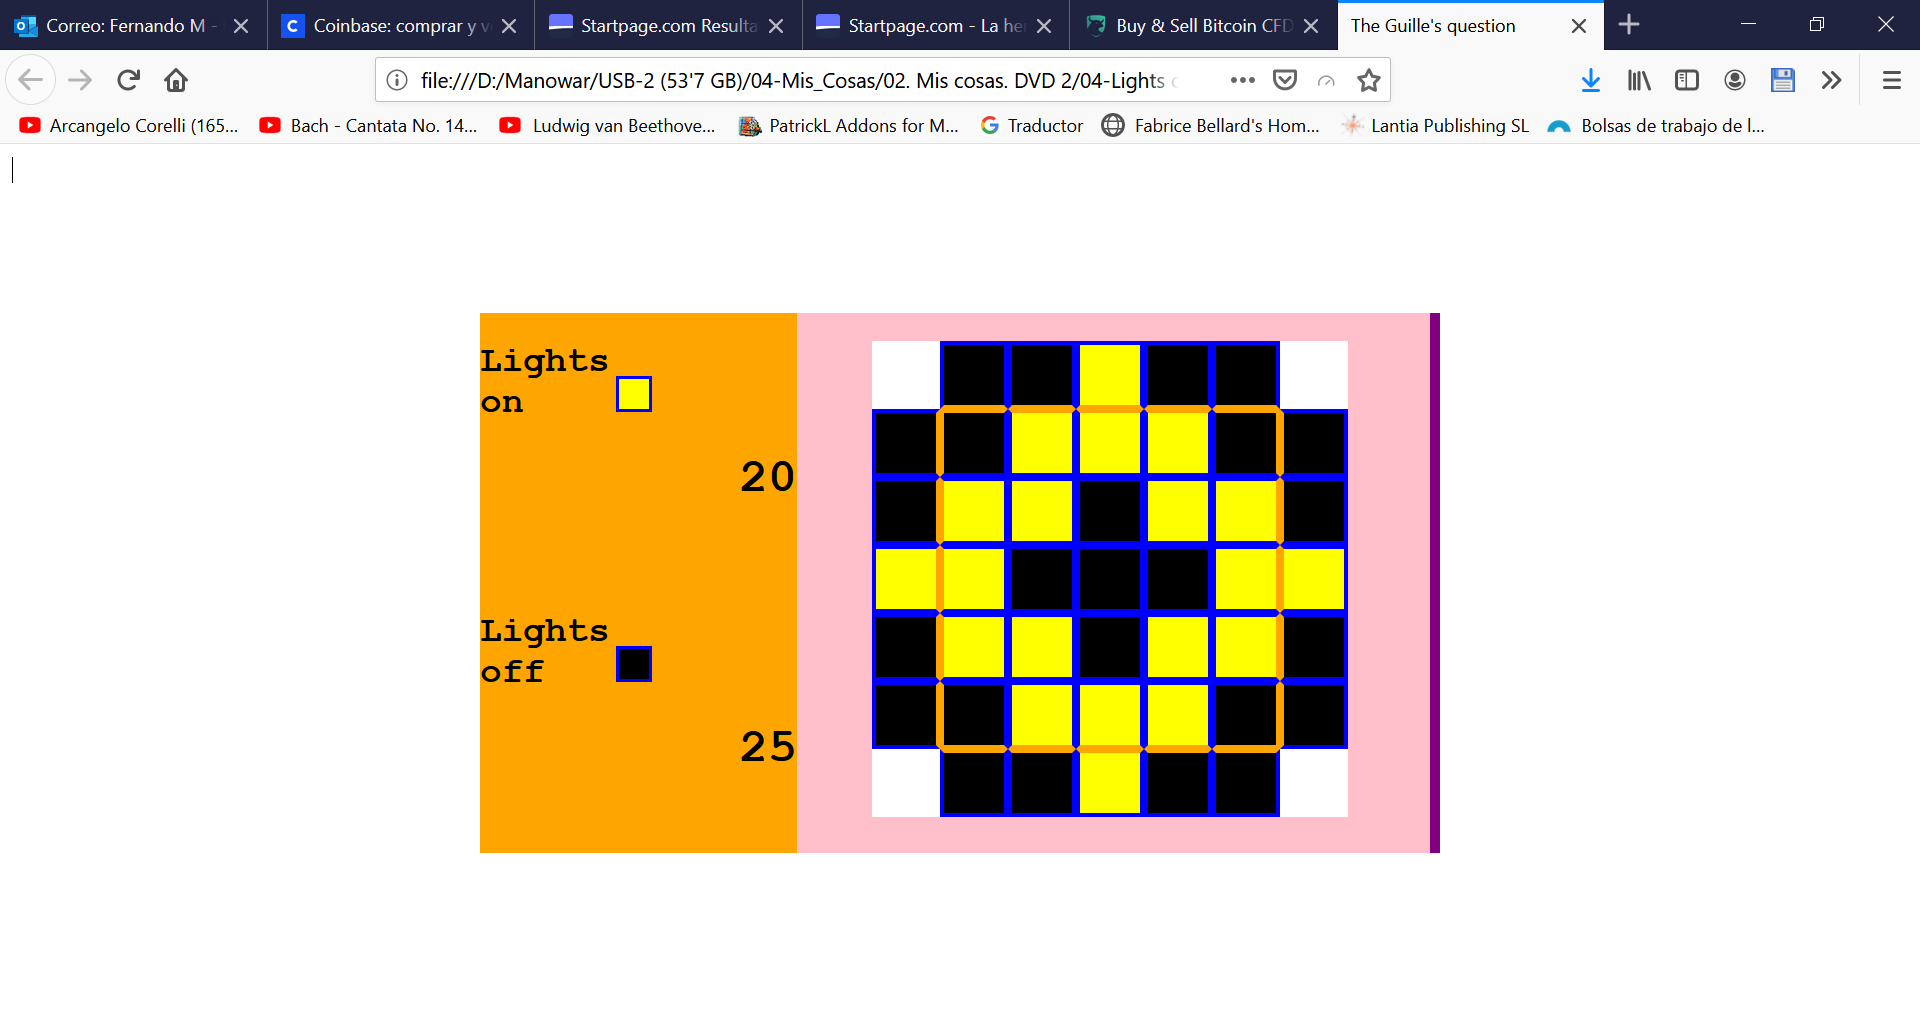 Correo: Fernando M -
Coinbase: comprar y v
Startpage.com Resulta
Startpage.com - La he
Buy & Sell Bitcoin CFD
The Guille's question
file:///D:/Manowar/USB-2 (53'7 GB)/04-Mis_Cosas/02. Mis cosas. DVD 2/04-Lights
Arcangelo Corelli (165...
Bach - Cantata No. 14...
Ludwig van Beethove...
PatrickL Addons for M...
Traductor
Fabrice Bellard's Hom...
Lantia Publishing SL
Bolsas de trabajo de l...
Lights
on
20
Lights
off
25